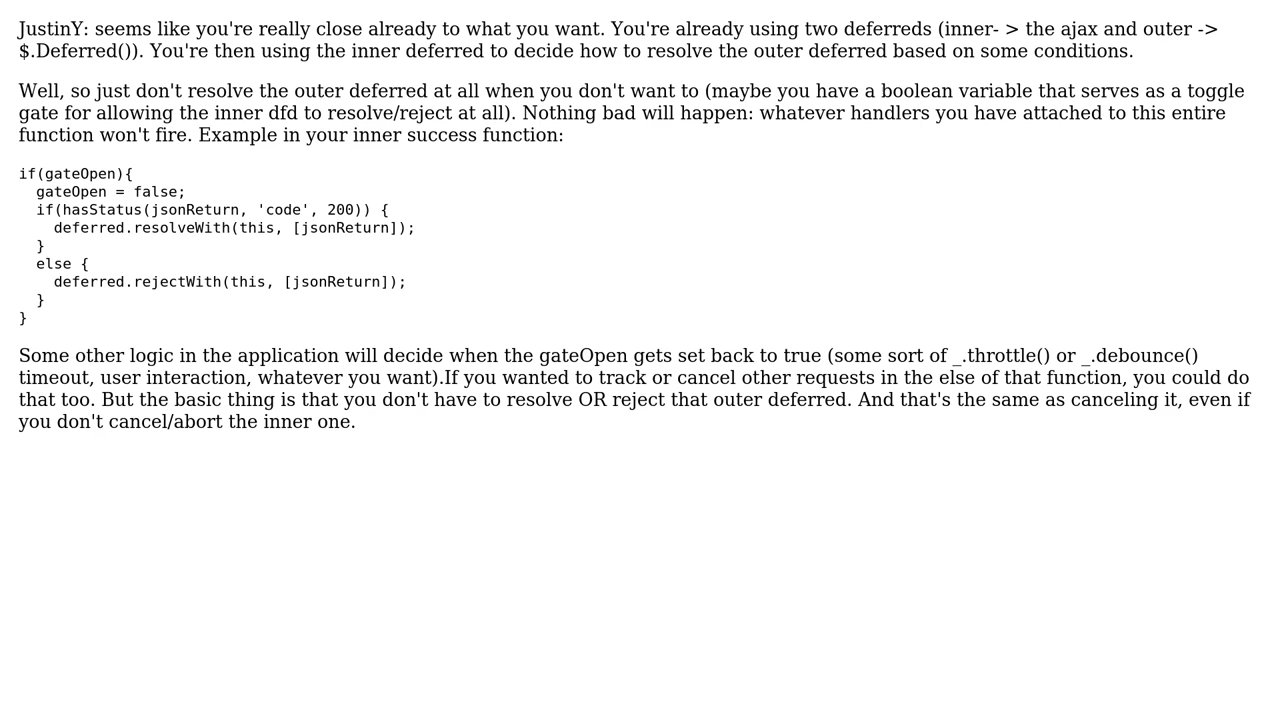 JustinY: seems like you're really close already to what you want. You're already using two deferreds (inner- > the ajax and outer ->
$.Deferred()). You're then using the inner deferred to decide how to resolve the outer deferred based on some conditions.
Well, so just don't resolve the outer deferred at all when you don't want to (maybe you have a boolean variable that serves as a toggle
gate for allowing the inner dfd to resolve/reject at all). Nothing bad will happen: whatever handlers you have attached to this entire
function won't fire. Example in your inner success function:
if(gateOpen){
  gateOpen = false;
  if(hasStatus(jsonReturn, 'code', 200)) {
    deferred.resolveWith(this, [jsonReturn]);
  }
  else {
    deferred.rejectWith(this, [jsonReturn]);
  }
}
Some other logic in the application will decide when the gateOpen gets set back to true (some sort of _.throttle() or _.debounce()
timeout, user interaction, whatever you want).If you wanted to track or cancel other requests in the else of that function, you could do
that too. But the basic thing is that you don't have to resolve OR reject that outer deferred. And that's the same as canceling it, even if
you don't cancel/abort the inner one.